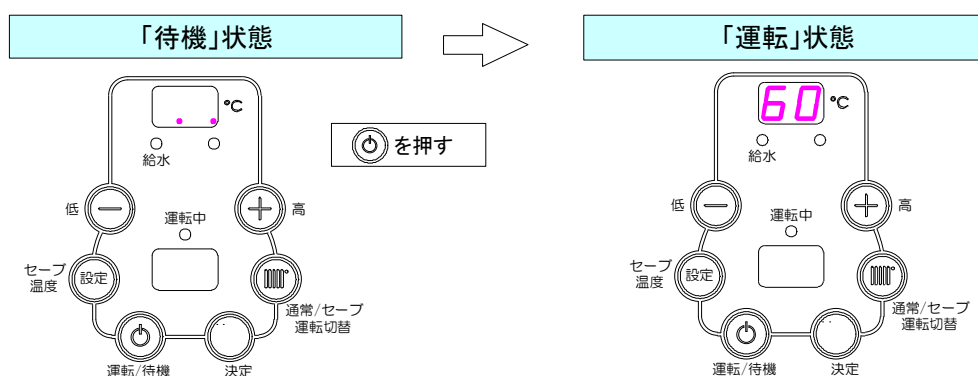 「待機」状態
「運転」状態
℃
給水
を押す
低
高
運転中
セーブ
温度
設定
通常/セーブ
運転切替
運転/待機
決定
60
℃
給水
低
高
運転中
セーブ
温度
設定
通常/セーブ
運転切替
運転/待機
決定